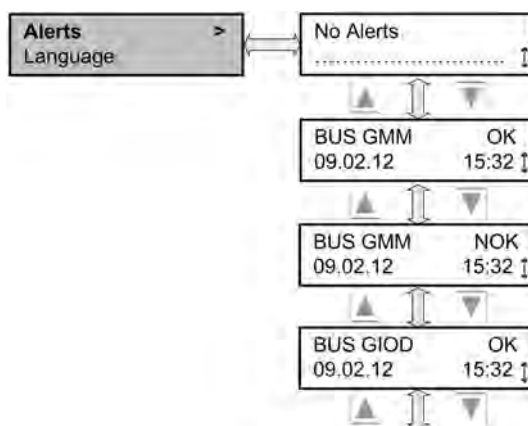 Alerts >
Language
No Alerts
..............................
BUS GMM OK
09.02.12 15:32
BUS GMM NOK
09.02.12 15:32
BUS GIOD OK
09.02.12 15:32